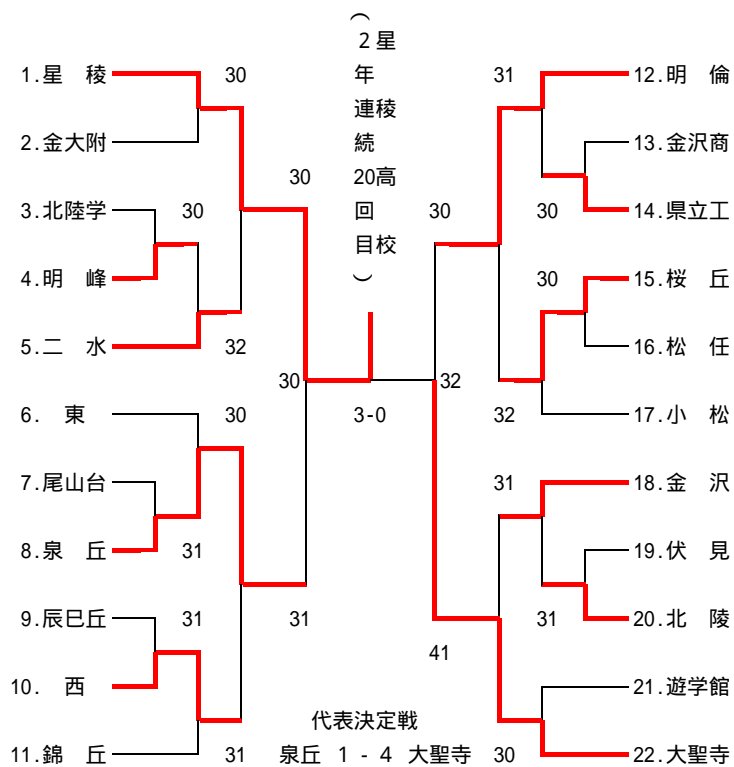 星稜高校
（2年連続20回目）
1.星　稜
2.金大附
3.北陸学
4.明　峰
5.二　水
6.　東
7.尾山台
8.泉　丘
9.辰巳丘
10.　西
11.錦　丘
30
30
32
30
31
31
31
30
31
30
3-0
32
30
41
31
30
30
32
31
31
30
12.明　倫
13.金沢商
14.県立工
15.桜　丘
16.松　任
17.小　松
18.金　沢
19.伏　見
20.北　陵
21.遊学館
22.大聖寺
代表決定戦
泉丘 1 - 4 大聖寺